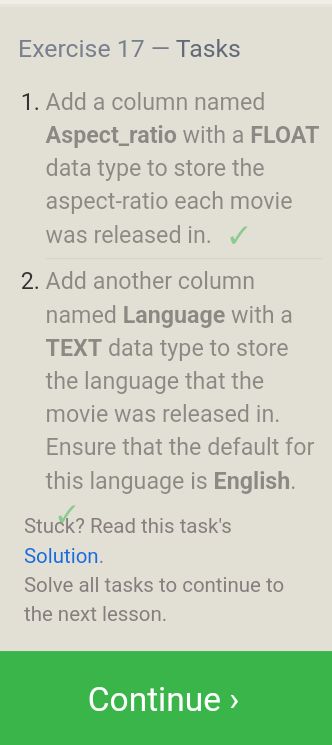 Exercise 17 — Tasks
1. Add a column named
Aspect_ratio with a FLOAT
data type to store the
aspect-ratio each movie
was released in. ✓
2. Add another column
named Language with a
TEXT data type to store
the language that the
movie was released in.
Ensure that the default for
this language is English.
✓
Stuck? Read this task's
Solution.
Solve all tasks to continue to
the next lesson.
Continue ›